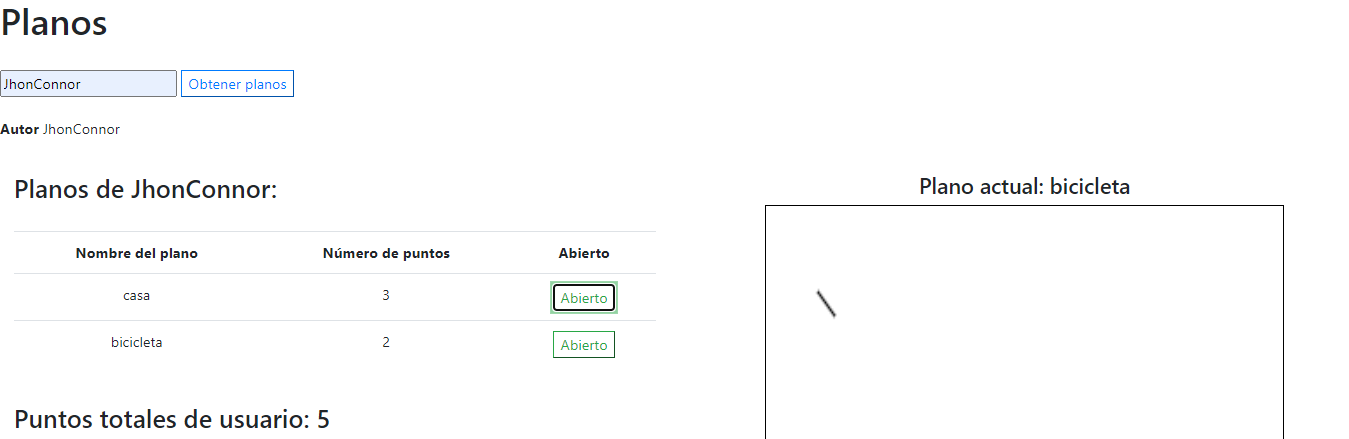 Planos
JhonConnor Obtener planos
Autor JhonConnor
Planos de JhonConnor:
Nombre del plano Número de puntos Abierto
casa 3 Abierto
bicicleta 2 Abierto
Puntos totales de usuario: 5
Plano actual: bicicleta